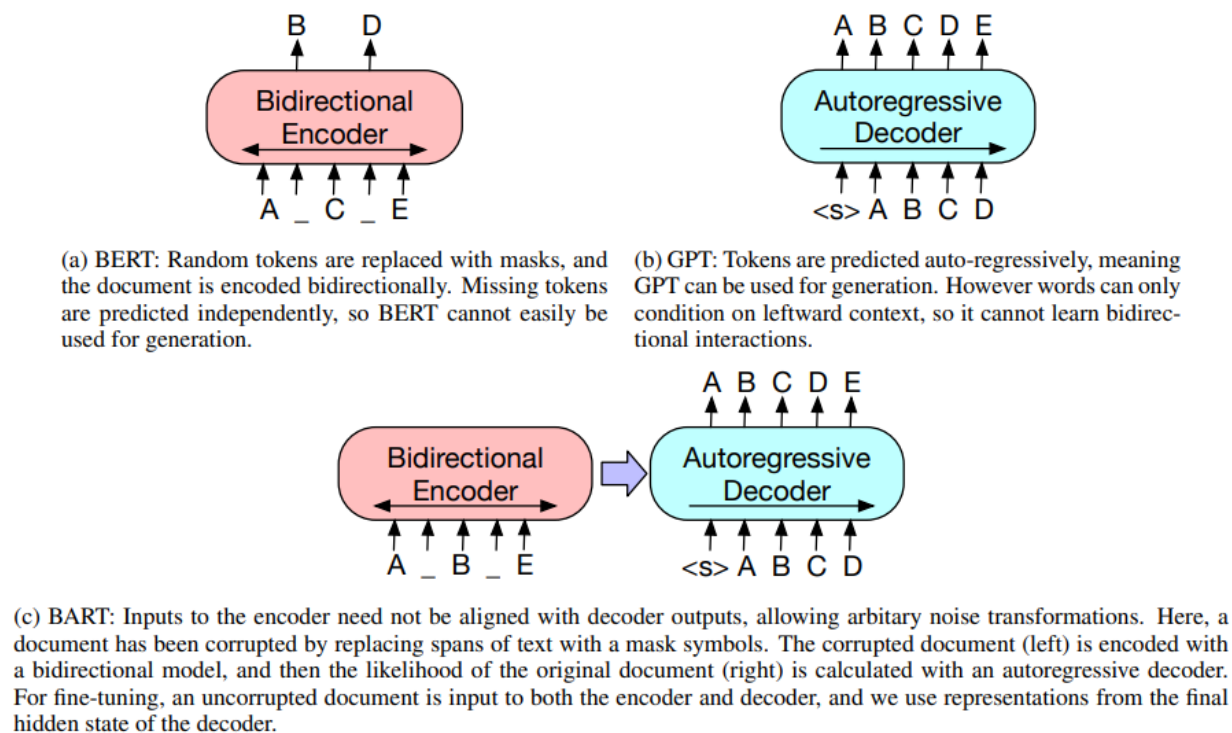 B D
Bidirectional
Encoder
A _ C _ E
(a) BERT: Random tokens are replaced with masks, and
the document is encoded bidirectionally. Missing tokens
are predicted independently, so BERT cannot easily be
used for generation.
A B C D E
Autoregressive
Decoder
<s> A B C D
(b) GPT: Tokens are predicted auto-regressively, meaning
GPT can be used for generation. However words can only
condition on leftward context, so it cannot learn bidirec-
tional interactions.
Bidirectional
Encoder
A _ B _ E
A B C D E
Autoregressive
Decoder
<s> A B C D
(c) BART: Inputs to the encoder need not be aligned with decoder outputs, allowing arbitary noise transformations. Here, a
document has been corrupted by replacing spans of text with a mask symbols. The corrupted document (left) is encoded with
a bidirectional model, and then the likelihood of the original document (right) is calculated with an autoregressive decoder.
For fine-tuning, an uncorrupted document is input to both the encoder and decoder, and we use representations from the final
hidden state of the decoder.